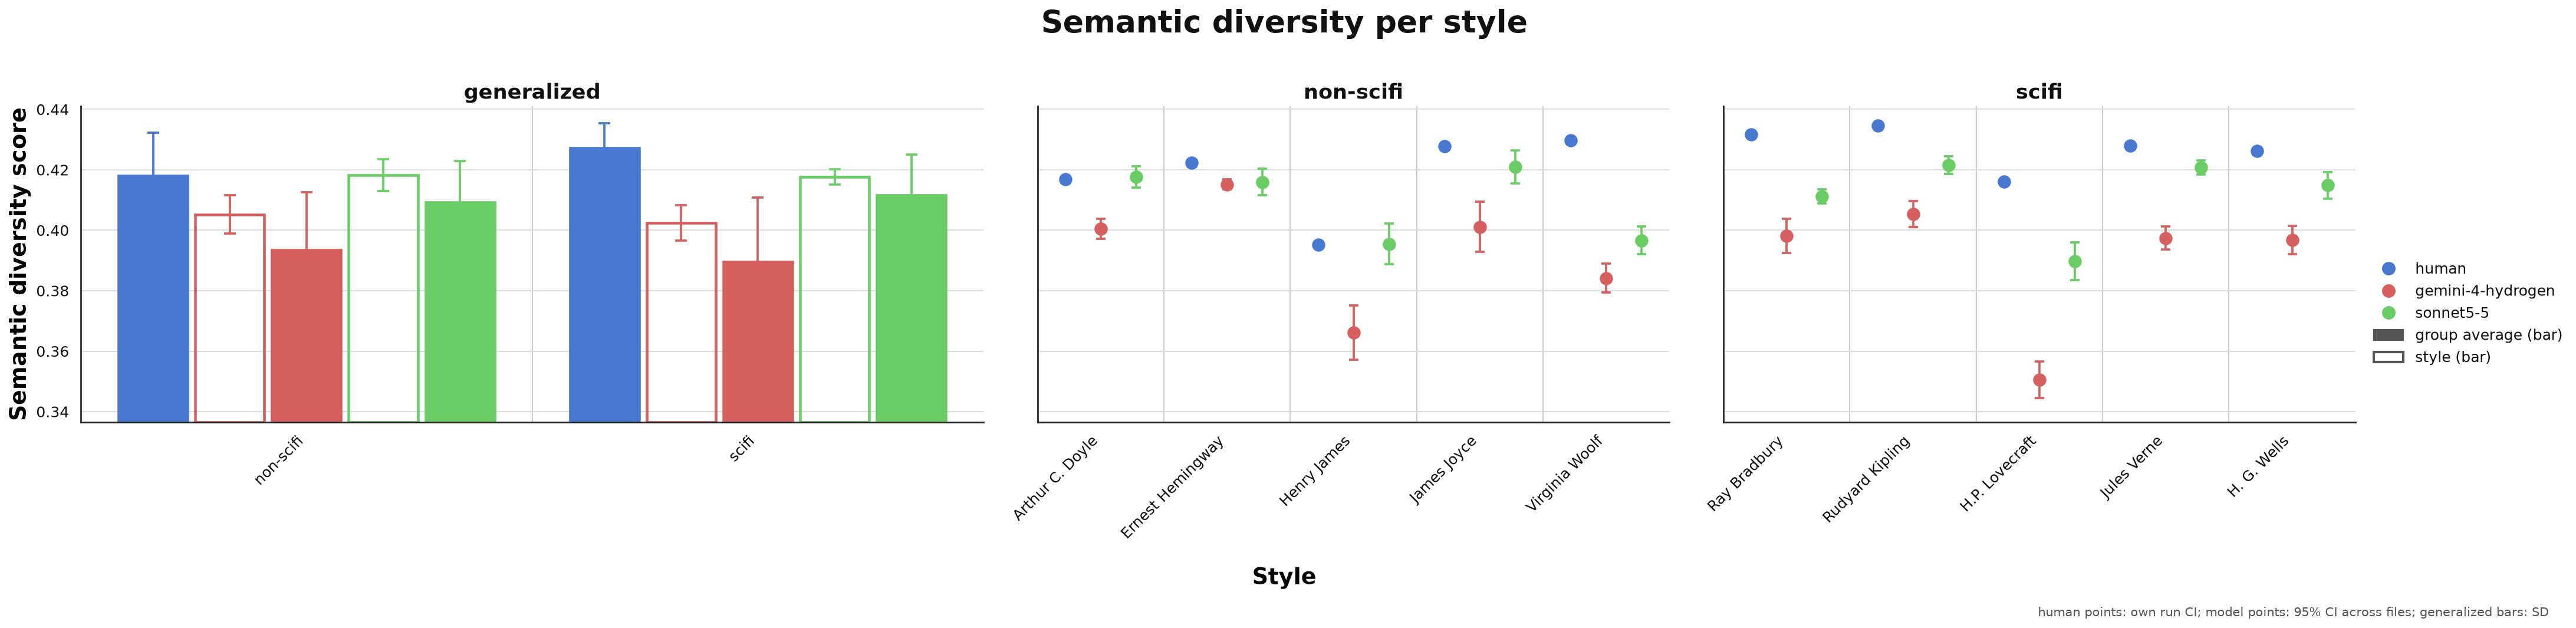 Semantic diversity per style
generalized
non-scifi
scifi
Semantic diversity score
0.44
0.42
0.40
0.38
0.36
0.34
non-scifi
scifi
Arthur C. Doyle
Ernest Hemingway
Henry James
James Joyce
Virginia Woolf
Ray Bradbury
Rudyard Kipling
H.P. Lovecraft
Jules Verne
H. G. Wells
human
gemini-4-hydrogen
sonnet5-5
group average (bar)
style (bar)
Style
human points: own run CI; model points: 95% CI across files; generalized bars: SD